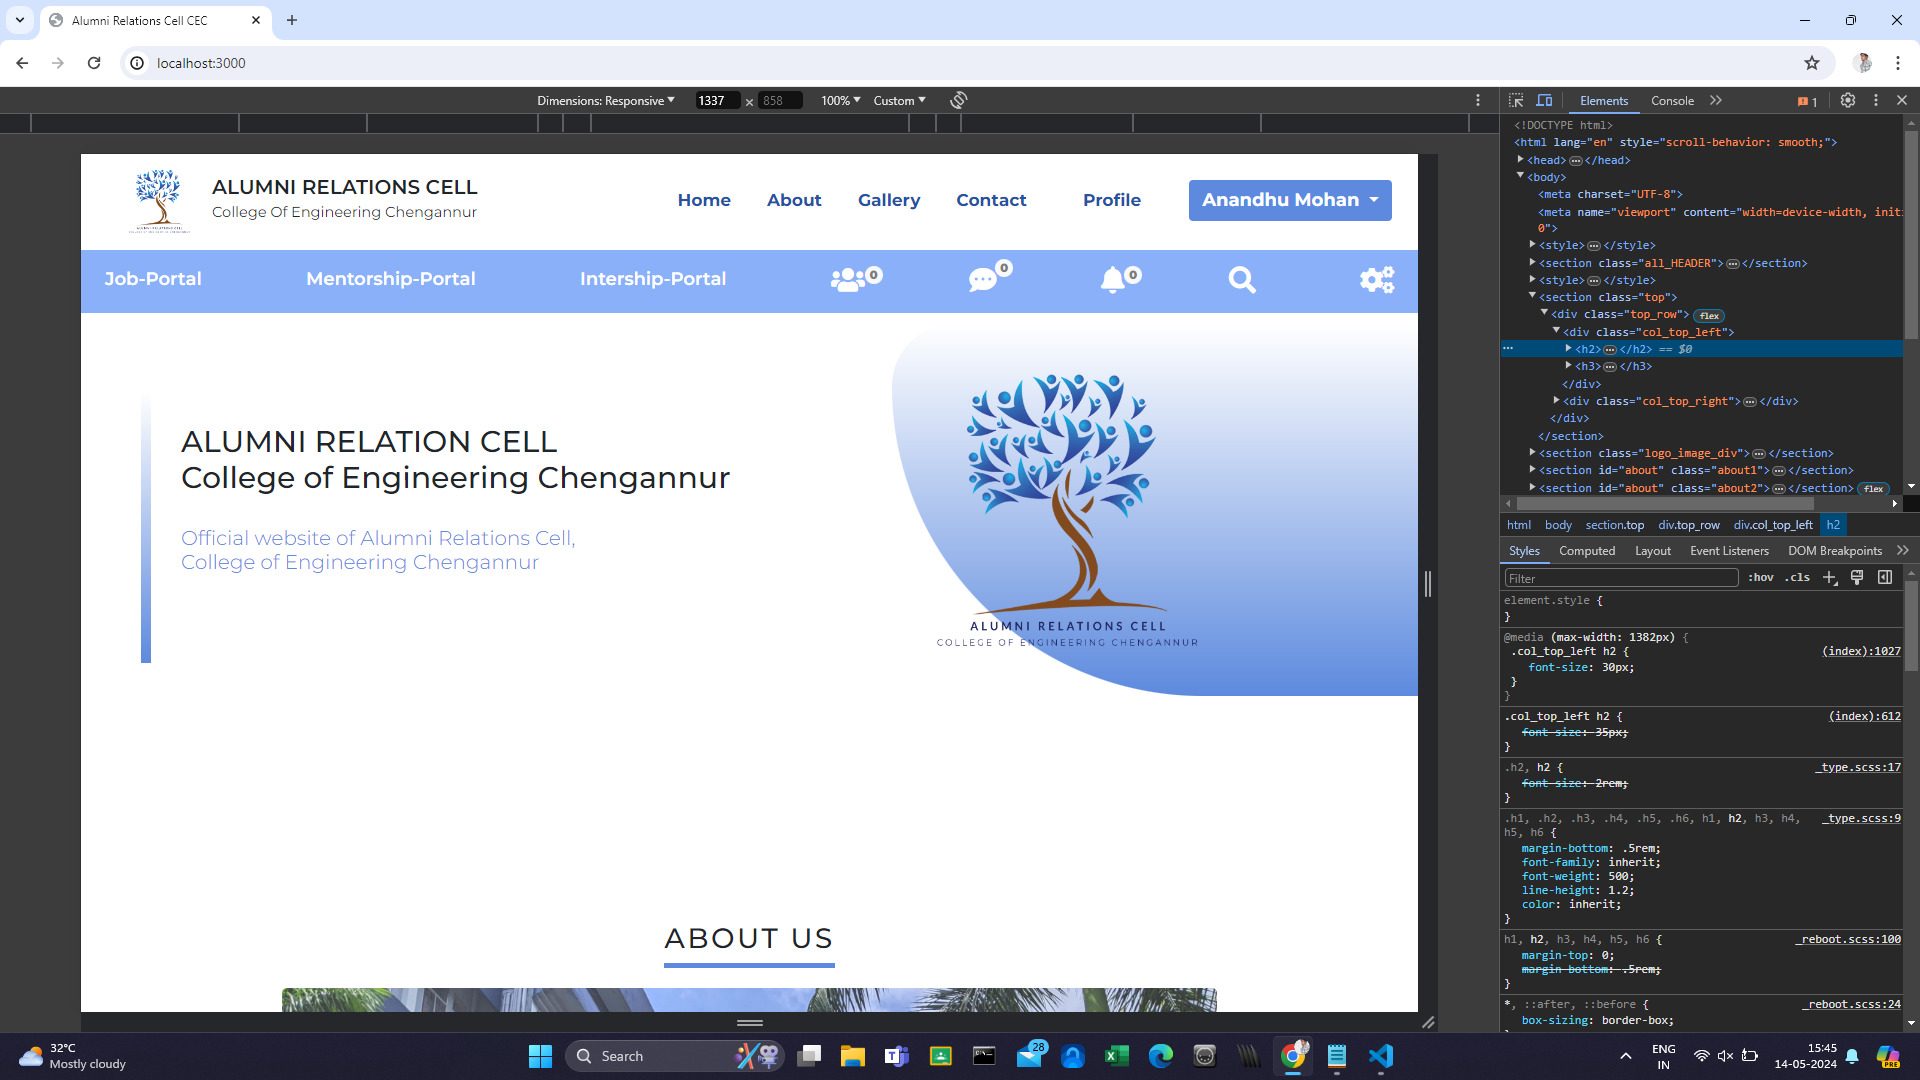 Alumni Relations Cell CEC
localhost:3000
Dimensions: Responsive 1337 × 858 100% Custom
Elements Console 1
ALUMNI RELATIONS CELL
College Of Engineering Chengannur
Home About Gallery Contact Profile Anandhu Mohan
Job-Portal Mentorship-Portal Intership-Portal 0 0 0
ALUMNI RELATION CELL
College of Engineering Chengannur
Official website of Alumni Relations Cell,
College of Engineering Chengannur
ALUMNI RELATIONS CELL
COLLEGE OF ENGINEERING CHENGANNUR
ABOUT US
<!DOCTYPE html>
<html lang="en" style="scroll-behavior: smooth;">
<head> </head>
<body>
<meta charset="UTF-8">
<meta name="viewport" content="width=device-width, init
0">
<style> </style>
<section class="all_HEADER"> </section>
<style> </style>
<section class="top">
<div class="top_row"> flex
<div class="col_top_left">
<h2> </h2> == $0
<h3> </h3>
</div>
<div class="col_top_right"> </div>
</div>
</section>
<section class="logo_image_div"> </section>
<section id="about" class="about1"> </section>
<section id="about" class="about2"> </section> flex
html body section.top div.top_row div.col_top_left h2
Styles Computed Layout Event Listeners DOM Breakpoints
Filter :hov .cls
element.style {
}
@media (max-width: 1382px) {
.col_top_left h2 { (index):1027
font-size: 30px;
}
}
.col_top_left h2 { (index):612
font-size: 35px;
}
.h2, h2 { _type.scss:17
font-size: 2rem;
}
.h1, .h2, .h3, .h4, .h5, .h6, h1, h2, h3, h4, _type.scss:9
h5, h6 {
margin-bottom: .5rem;
font-family: inherit;
font-weight: 500;
line-height: 1.2;
color: inherit;
}
h1, h2, h3, h4, h5, h6 { _reboot.scss:100
margin-top: 0;
margin-bottom: .5rem;
}
*, ::after, ::before { _reboot.scss:24
box-sizing: border-box;
32°C
Mostly cloudy
Search
28
ENG
IN
15:45
14-05-2024
PRE